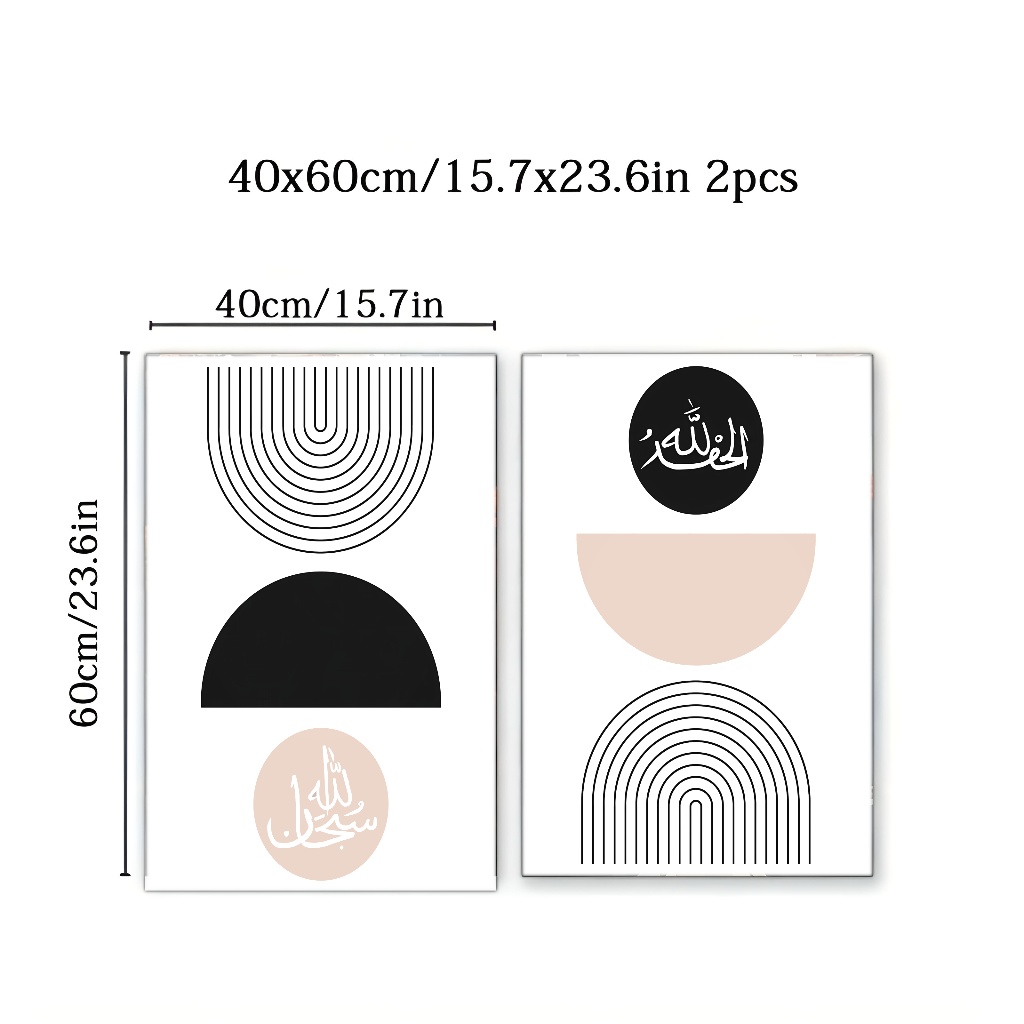 40x60cm/15.7x23.6in 2pcs
40cm/15.7in
60cm/23.6in
سبحان الله
الحمد لله